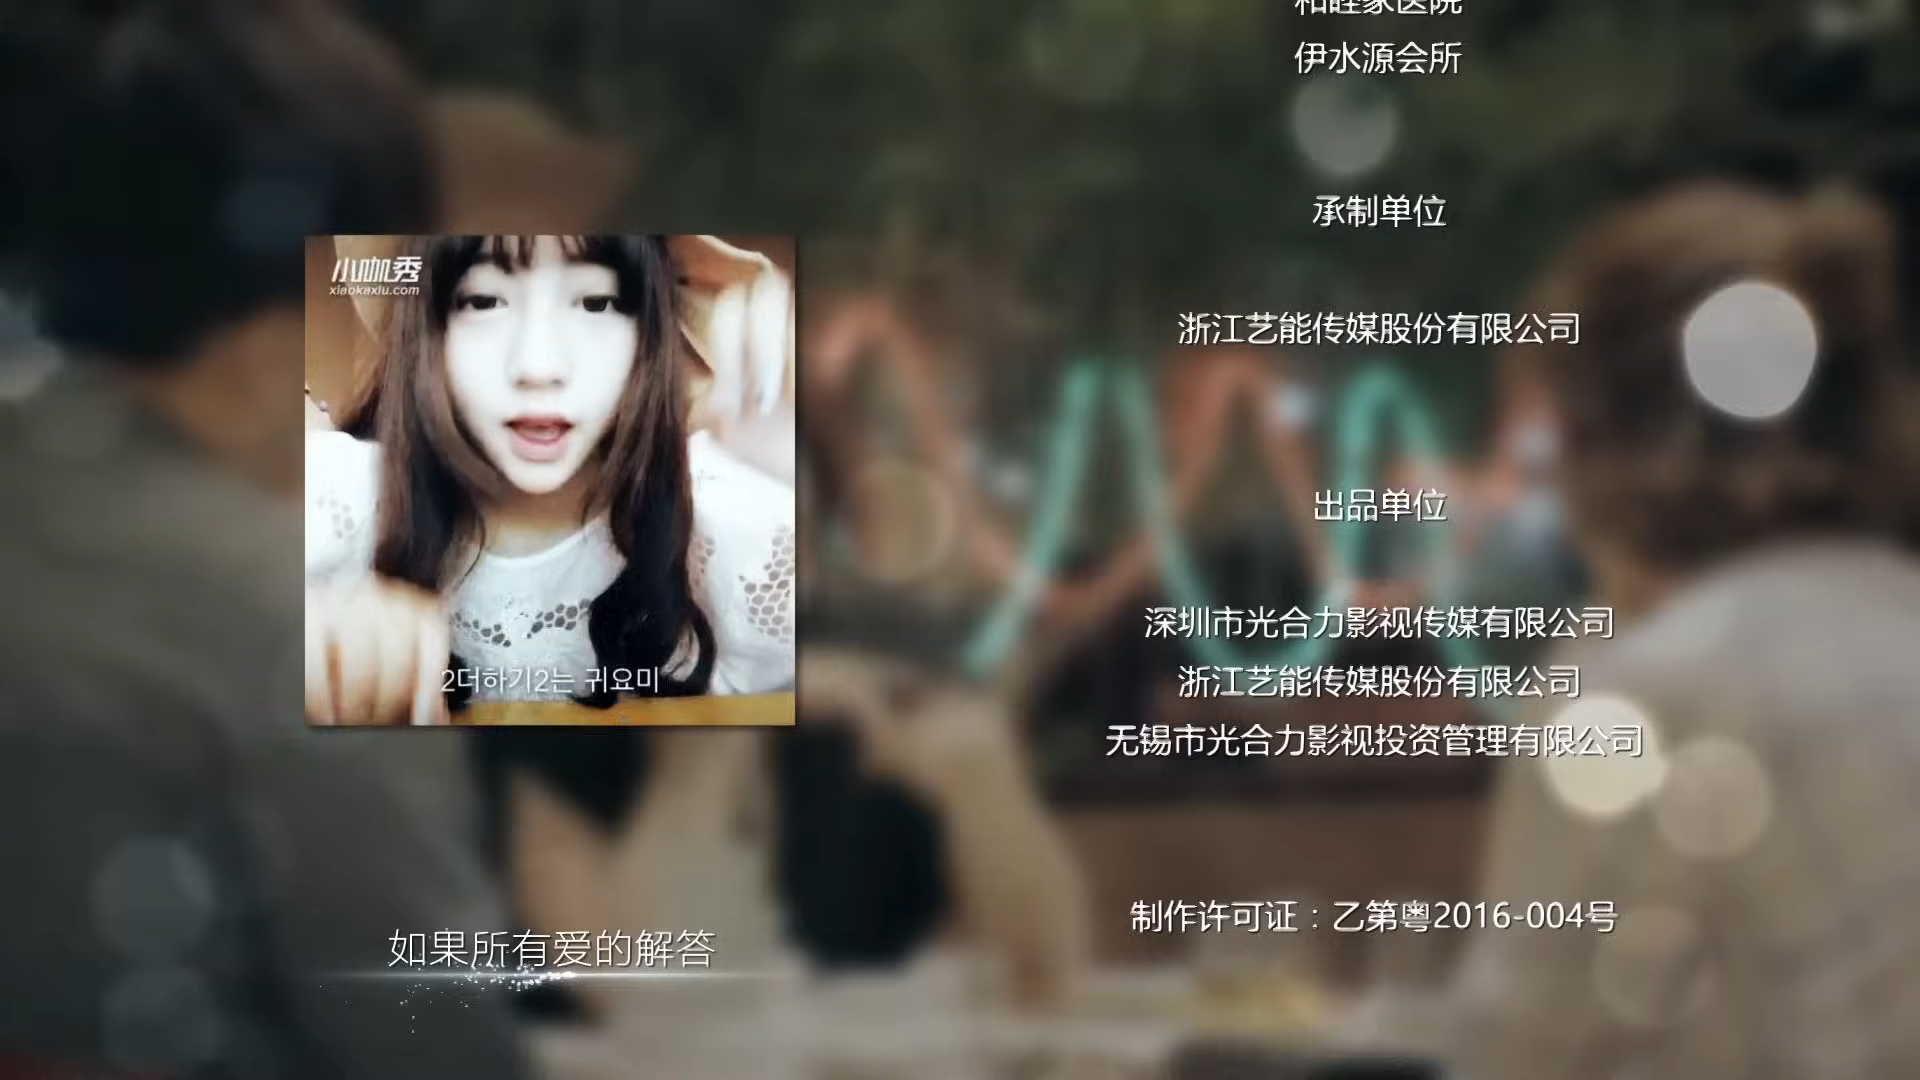 和睦家医院
伊水源会所
承制单位
浙江艺能传媒股份有限公司
出品单位
深圳市光合力影视传媒有限公司
浙江艺能传媒股份有限公司
无锡市光合力影视投资管理有限公司
制作许可证：乙第粤2016-004号
小咖秀
xiaokaxiu.com
2더하기2는 귀요미
如果所有爱的解答